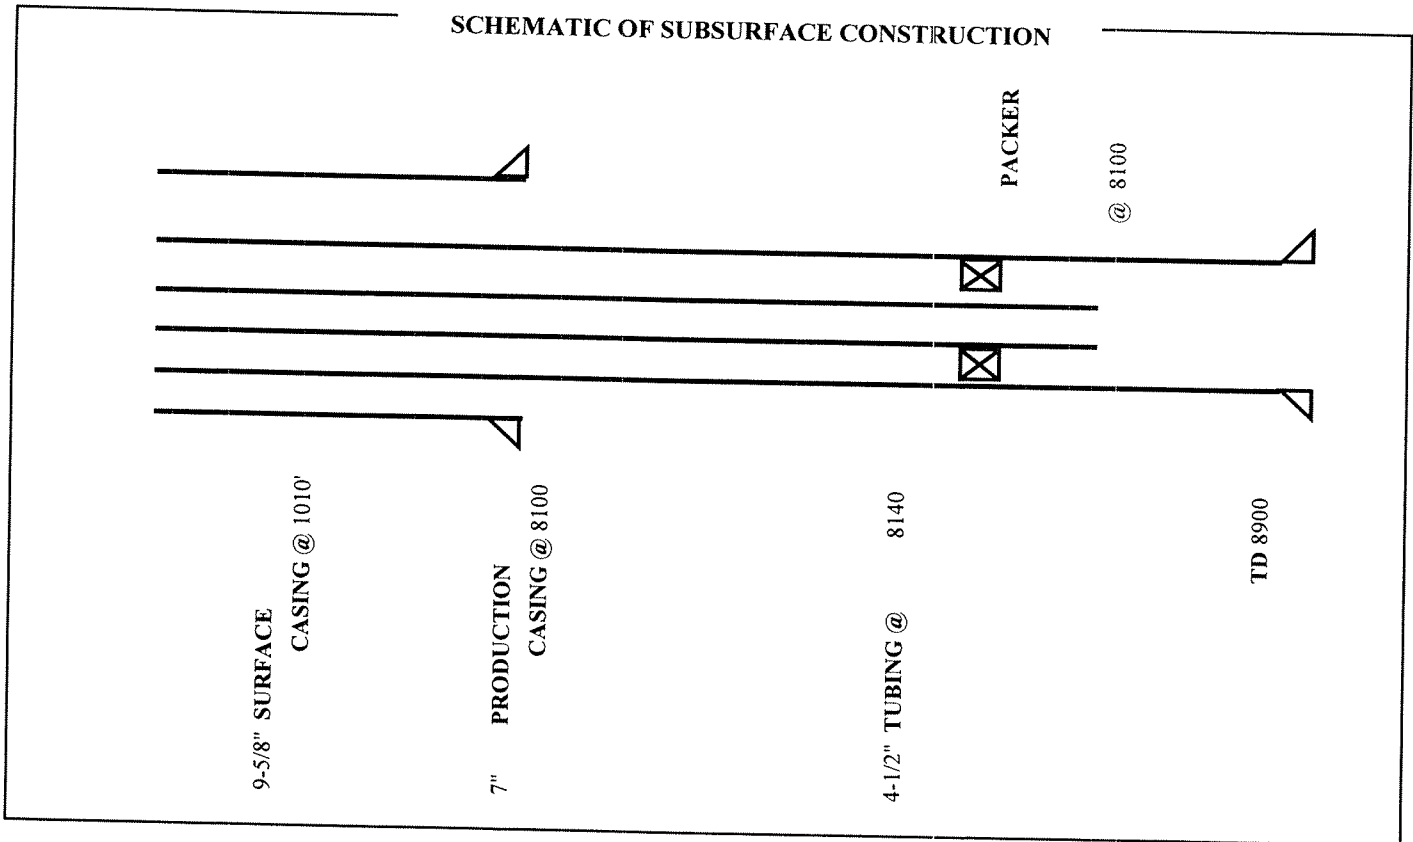 SCHEMATIC OF SUBSURFACE CONSTRUCTION
PACKER
@ 8100
9-5/8" SURFACE
CASING @ 1010'
7" PRODUCTION
CASING @ 8100
4-1/2" TUBING @ 8140
TD 8900